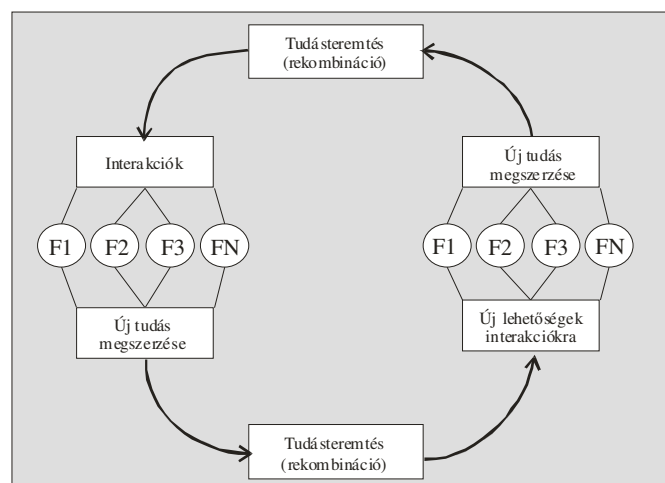 Tudásteremtés
(rekombináció)
Interakciók
Új tudás
megszerzése
F1
F2
F3
FN
F1
F2
F3
FN
Új tudás
megszerzése
Új lehetőségek
interakciókra
Tudásteremtés
(rekombináció)